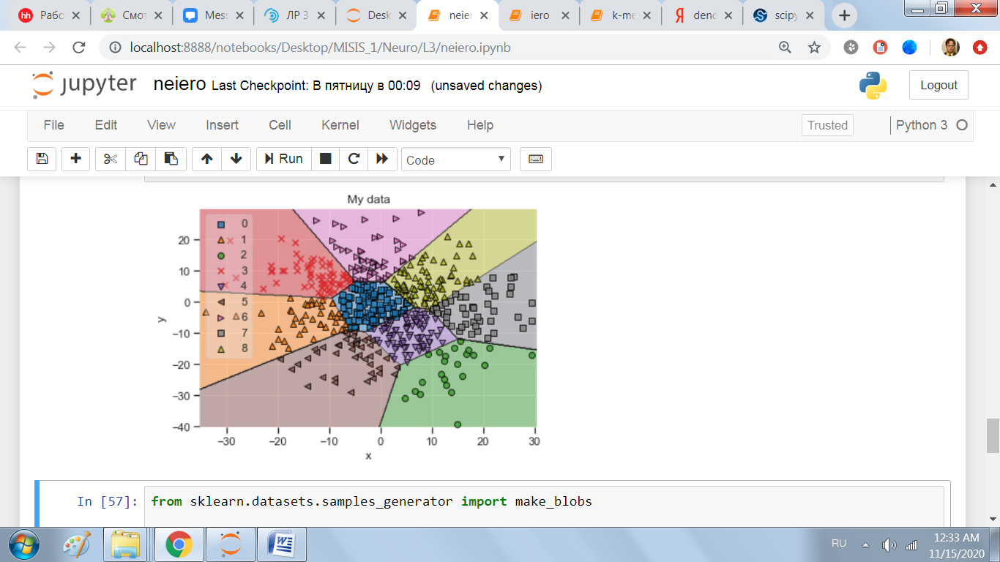 Рабо
Смот
Mess
ЛР 3
Desk
neier
iero
k-me
denc
scipy
localhost:8888/notebooks/Desktop/MISIS_1/Neuro/L3/neiero.ipynb
jupyter neiero Last Checkpoint: В пятницу в 00:09 (unsaved changes)
Logout
File Edit View Insert Cell Kernel Widgets Help
Trusted
Python 3
Run
Code
My data
0
1
2
3
4
5
6
7
8
20
10
0
−10
−20
−30
−40
y
−30 −20 −10 0 10 20 30
x
In [57]: from sklearn.datasets.samples_generator import make_blobs
RU
12:33 AM
11/15/2020